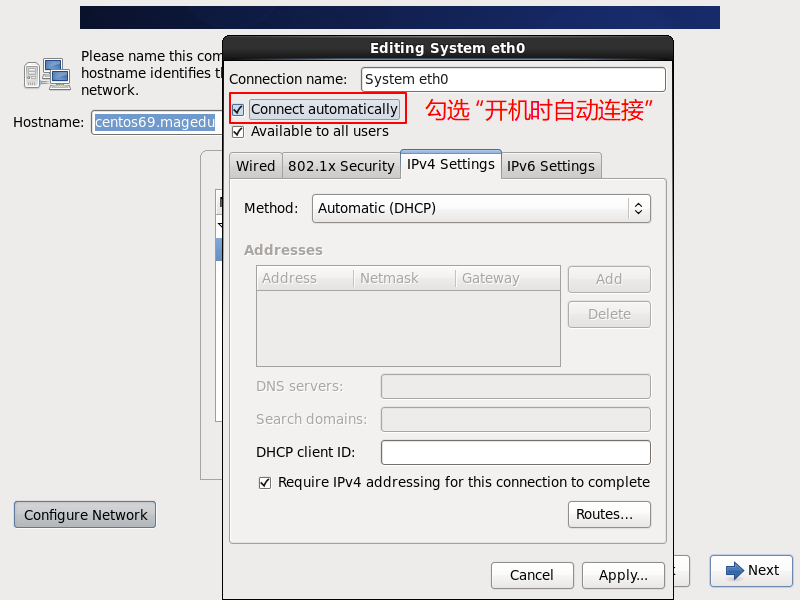 Editing System eth0
Please name this com
hostname identifies t
network.
Hostname: centos69.magedu
Connection name: System eth0
Connect automatically 勾选“开机时自动连接”
Available to all users
Wired 802.1x Security IPv4 Settings IPv6 Settings
Method: Automatic (DHCP)
Addresses
Address Netmask Gateway
Add
Delete
DNS servers:
Search domains:
DHCP client ID:
Require IPv4 addressing for this connection to complete
Routes...
Configure Network
Cancel Apply... Next